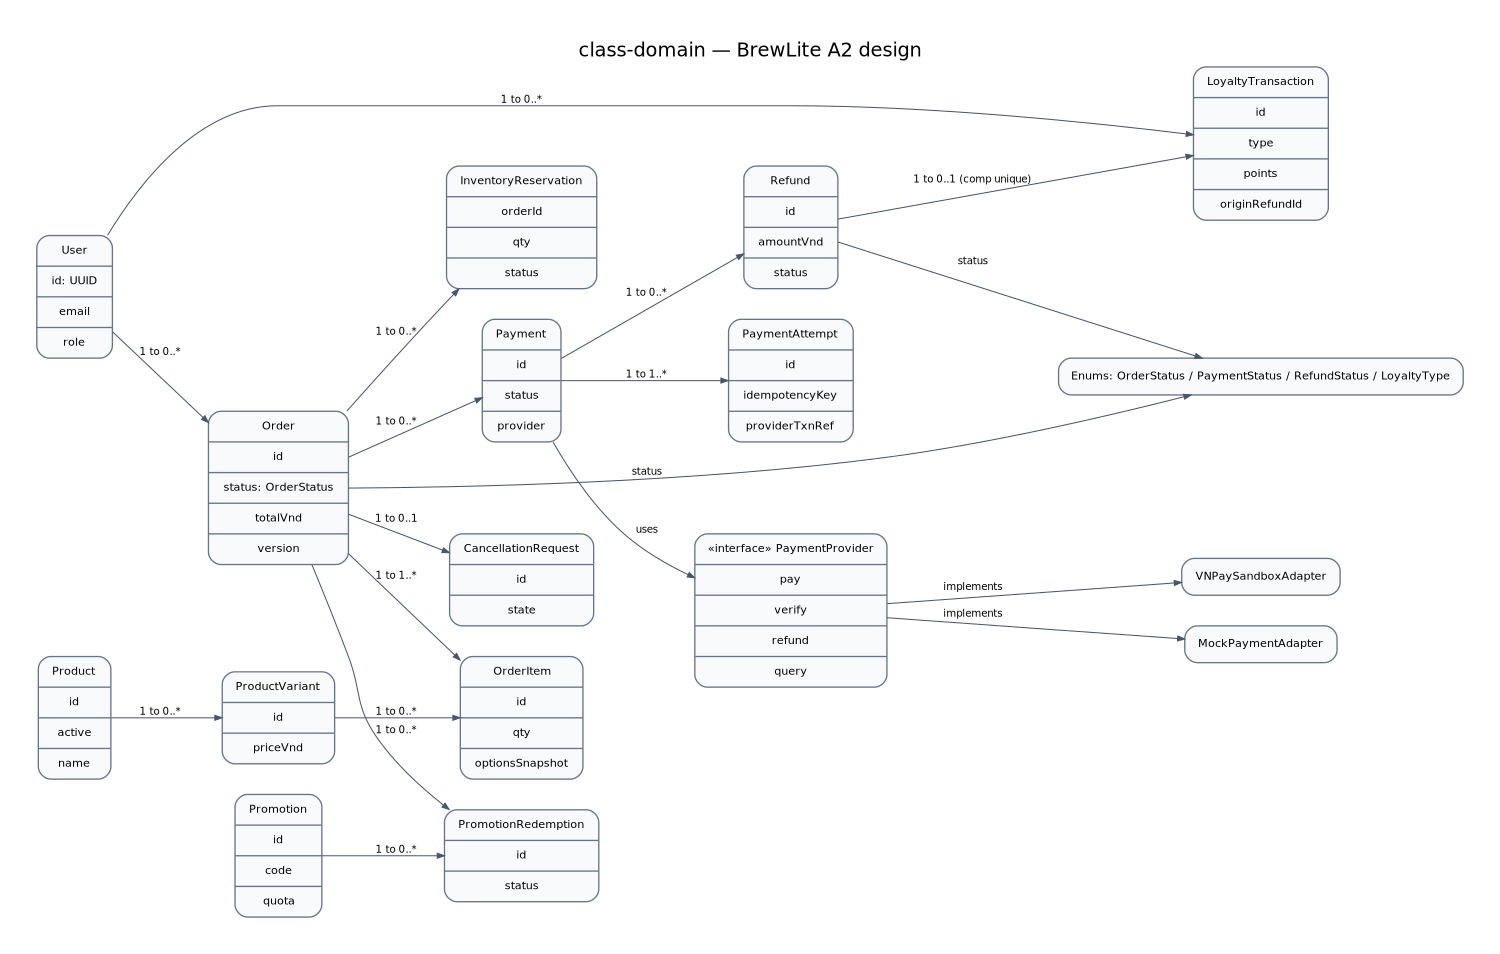 class-domain — BrewLite A2 design
LoyaltyTransaction
id
type
points
originRefundId
1 to 0..*
InventoryReservation
orderId
qty
status
Refund
id
amountVnd
status
1 to 0..1 (comp unique)
status
User
id: UUID
email
role
1 to 0..*
1 to 0..*
1 to 0..*
Payment
id
status
provider
PaymentAttempt
id
idempotencyKey
providerTxnRef
1 to 1..*
Enums: OrderStatus / PaymentStatus / RefundStatus / LoyaltyType
Order
id
status: OrderStatus
totalVnd
version
1 to 0..*
status
1 to 0..1
uses
CancellationRequest
id
state
1 to 1..*
«interface» PaymentProvider
pay
verify
refund
query
implements
implements
VNPaySandboxAdapter
MockPaymentAdapter
Product
id
active
name
1 to 0..*
ProductVariant
id
priceVnd
1 to 0..*
1 to 0..*
OrderItem
id
qty
optionsSnapshot
Promotion
id
code
quota
1 to 0..*
PromotionRedemption
id
status